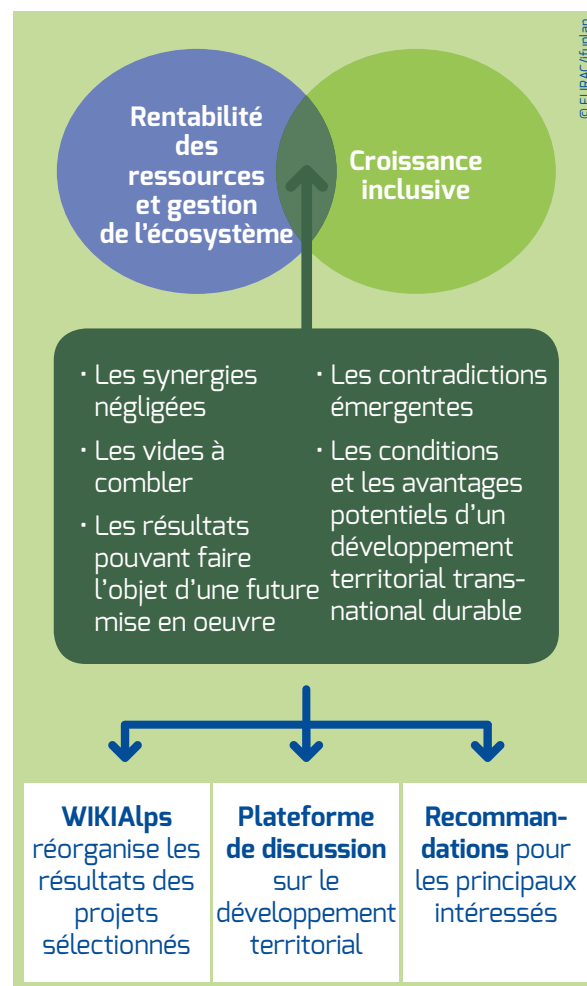 © EURAC/ifuplan
Rentabilité
des
ressources
et gestion
de l'écosystème
Croissance
inclusive
· Les synergies
négligées
· Les vides à
combler
· Les résultats
pouvant faire
l'objet d'une future
mise en oeuvre
· Les contradictions
émergentes
· Les conditions
et les avantages
potentiels d'un
développement
territorial trans-
national durable
WIKIAlps
réorganise les
résultats des
projets
sélectionnés
Plateforme
de discussion
sur le
développement
territorial
Recomman-
dations pour
les principaux
intéressés